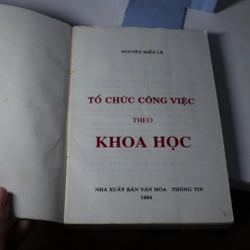 NGUYỄN HIẾN LÊ
TỔ CHỨC CÔNG VIỆC
THEO
KHOA HỌC
NHÀ XUẤT BẢN VĂN HÓA THÔNG TIN
1994